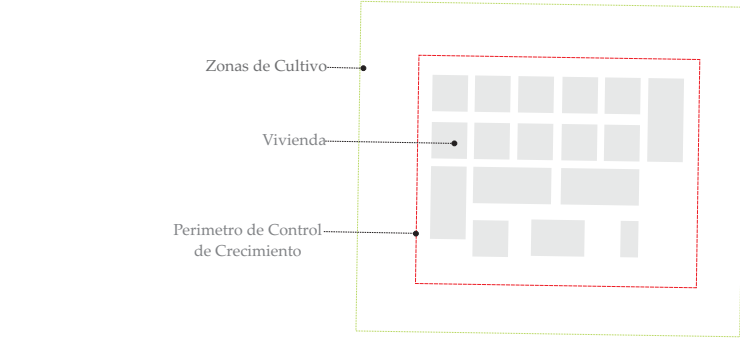 Zonas de Cultivo
Vivienda
Perimetro de Control
de Crecimiento